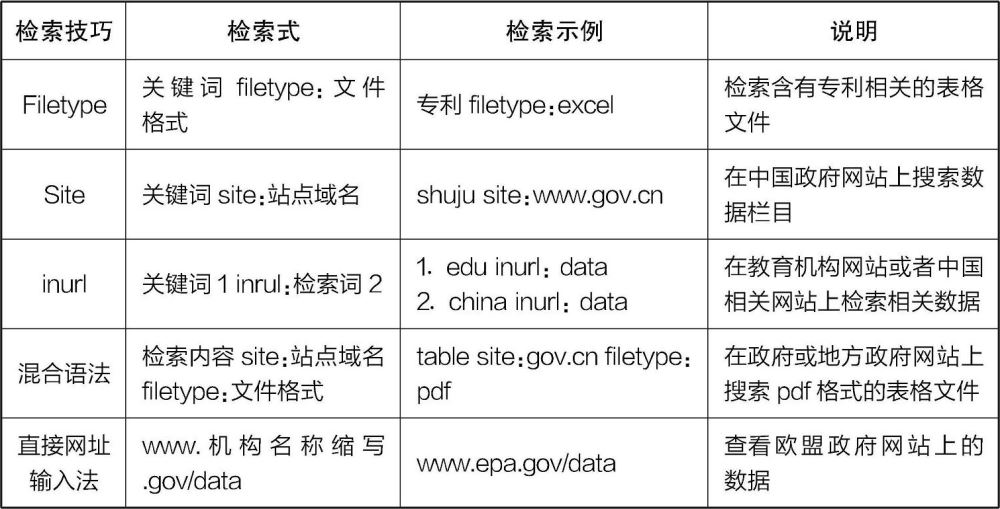 检索技巧 检索式 检索示例 说明
Filetype 关键词 filetype：文件格式 专利 filetype：excel 检索含有专利相关的表格文件
Site 关键词 site：站点域名 shuju site：www.gov.cn 在中国政府网站上搜索数据栏目
inurl 关键词1 inrul：检索词2 1. edu inurl：data 2. china inurl：data 在教育机构网站或者中国相关网站上检索相关数据
混合语法 检索内容 site：站点域名 filetype：文件格式 table site：gov.cn filetype：pdf 在政府或地方政府网站上搜索 pdf 格式的表格文件
直接网址输入法 www.机构名称缩写.gov/data www.epa.gov/data 查看欧盟政府网站上的数据